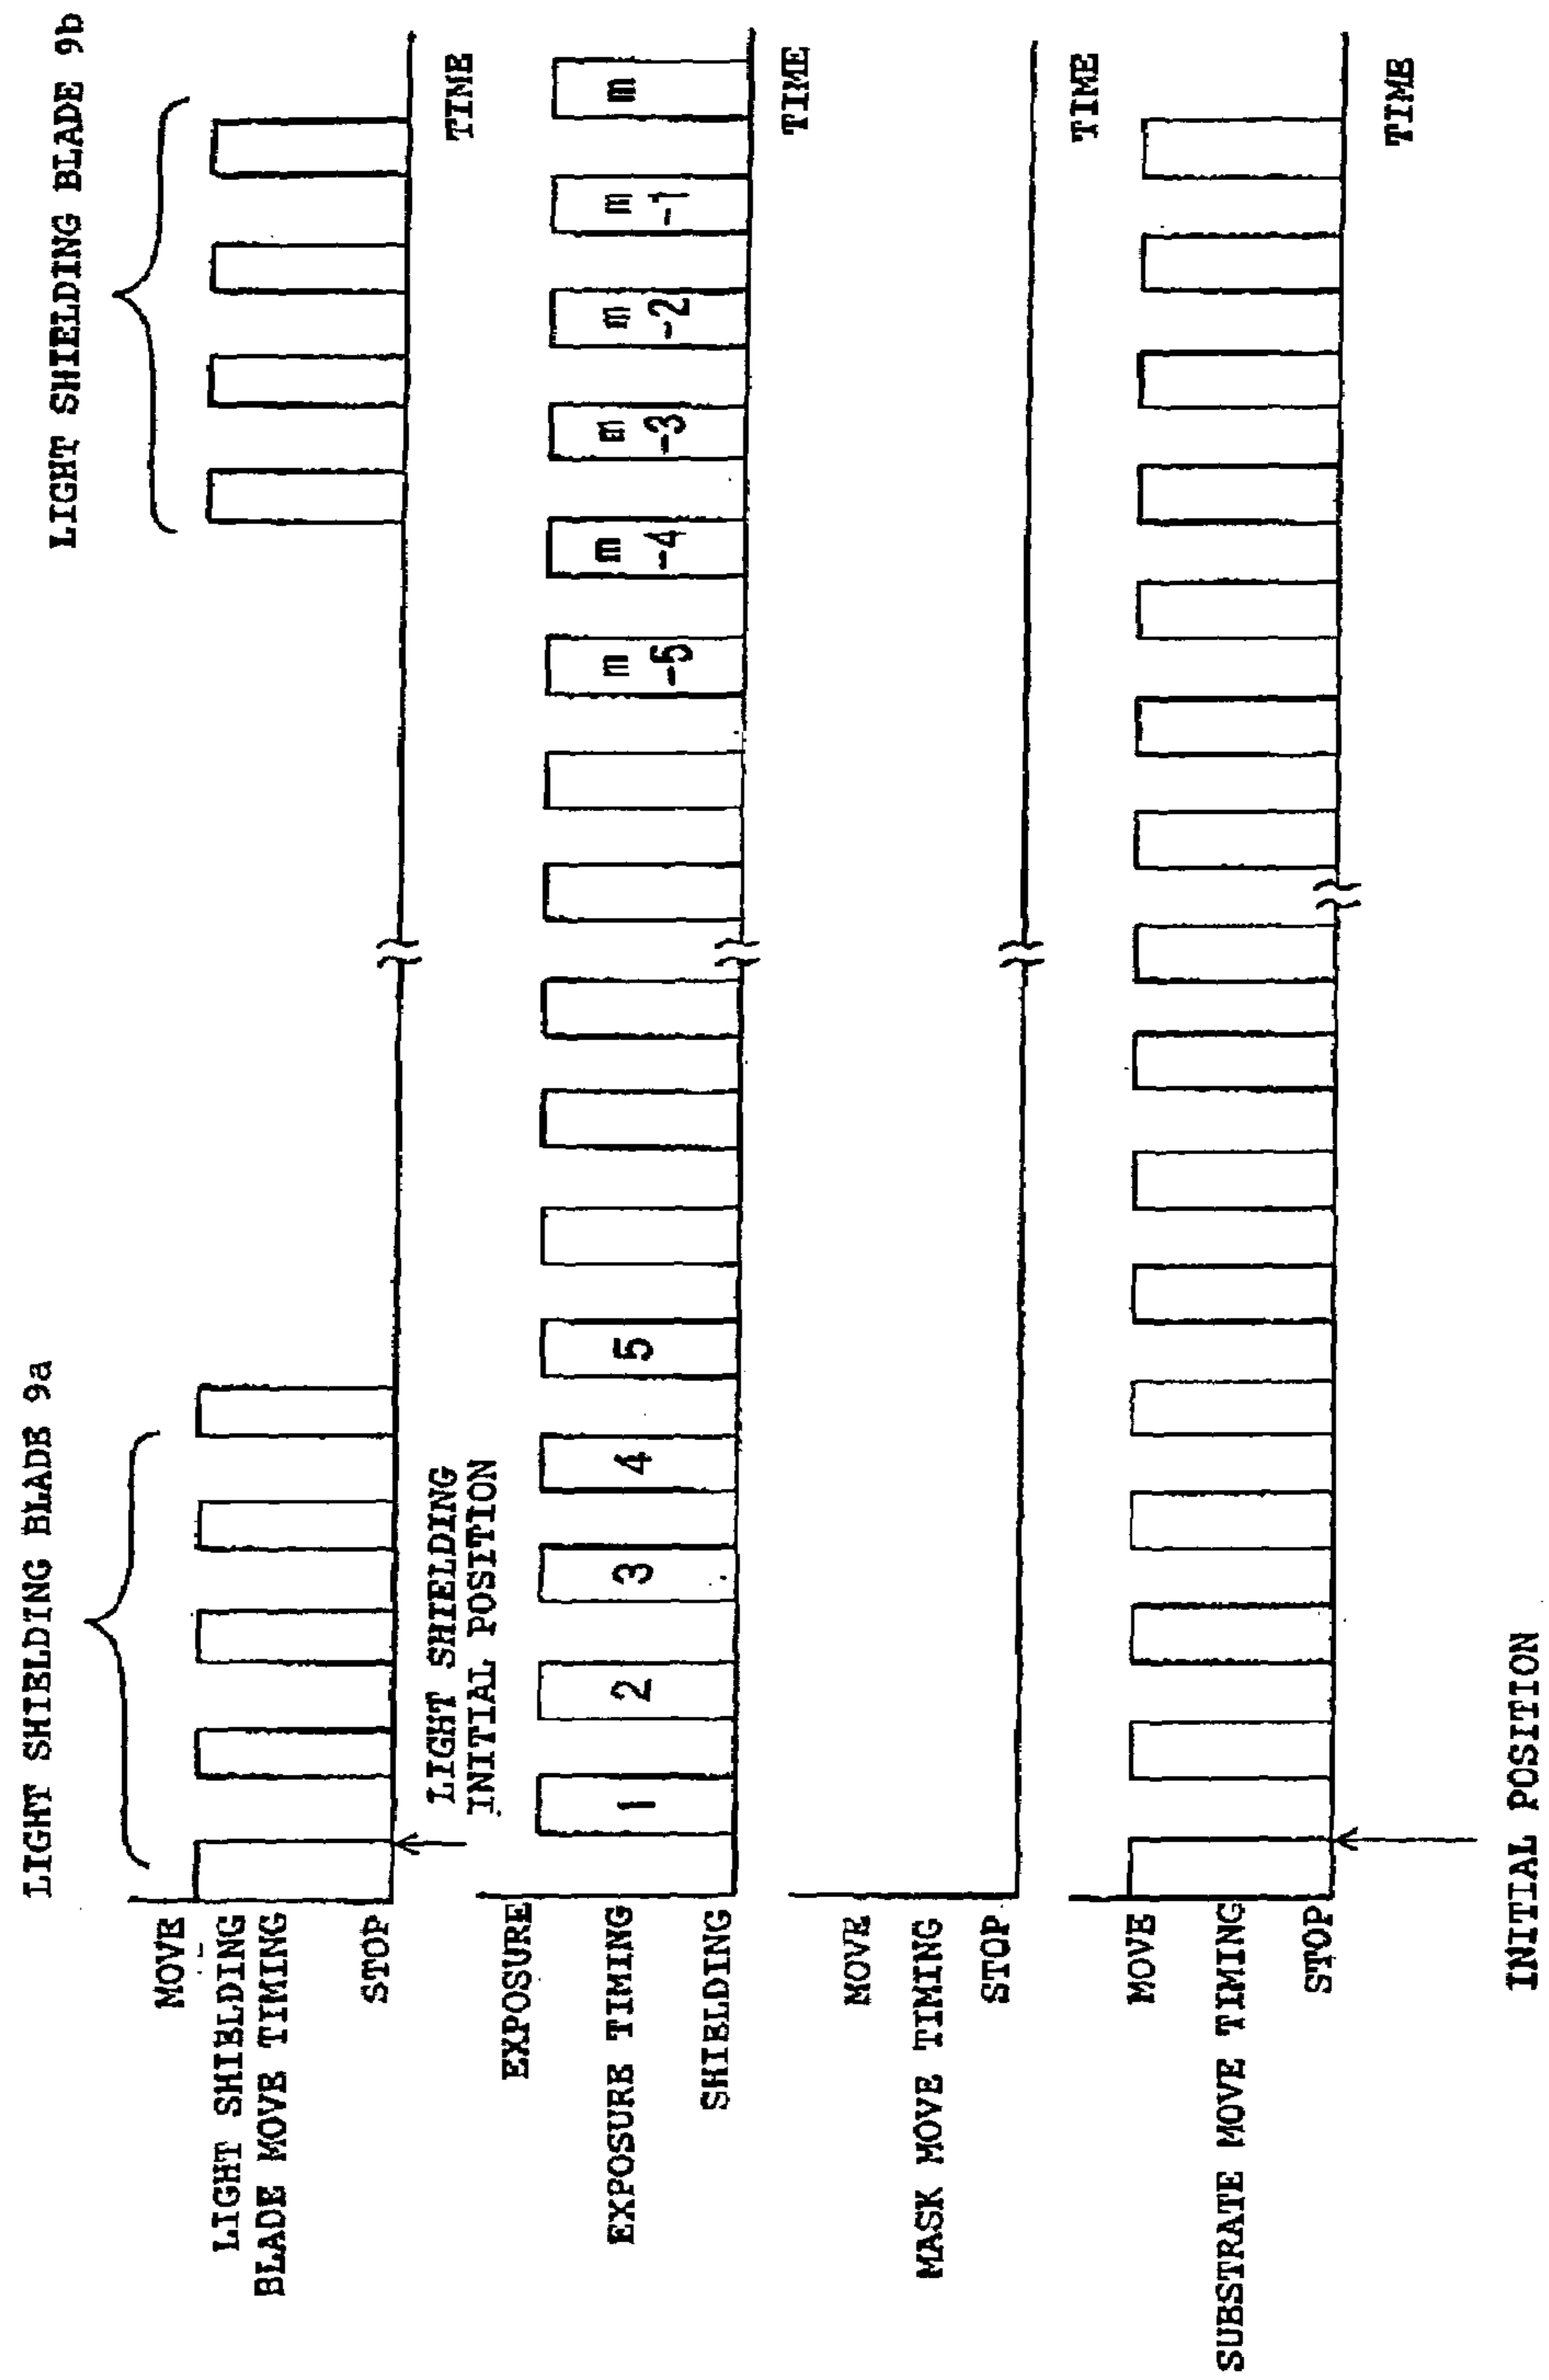 LIGHT SHIELDING BLADE 9a
LIGHT SHIELDING BLADE 9b
MOVE
LIGHT SHIELDING
BLADE MOVE TIMING
STOP
TIME
LIGHT SHIELDING
INITIAL POSITION
EXPOSURE
EXPOSURE TIMING
SHIELDING
1
2
3
4
5
m
-5
m
-4
m
-3
m
-2
m
-1
m
TIME
MOVE
MASK MOVE TIMING
STOP
TIME
MOVE
SUBSTRATE MOVE TIMING
STOP
TIME
INITIAL POSITION